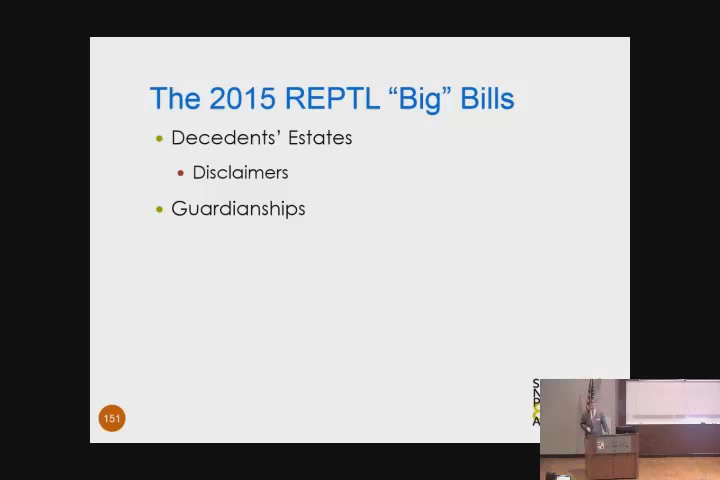 The 2015 REPTL “Big” Bills
• Decedents’ Estates
• Disclaimers
• Guardianships
151
S
N
P
A